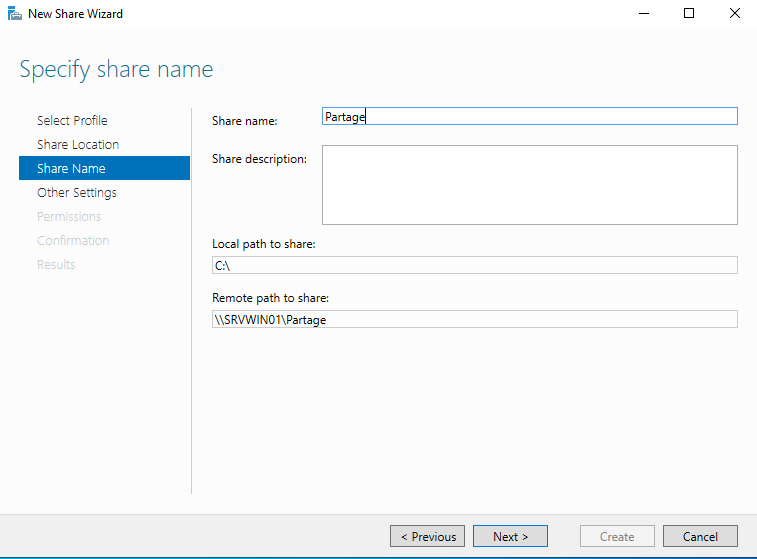 New Share Wizard
Specify share name
Select Profile
Share Location
Share Name
Other Settings
Permissions
Confirmation
Results
Share name:
Partage
Share description:
Local path to share:
C:\
Remote path to share:
\\SRVWIN01\Partage
< Previous
Next >
Create
Cancel